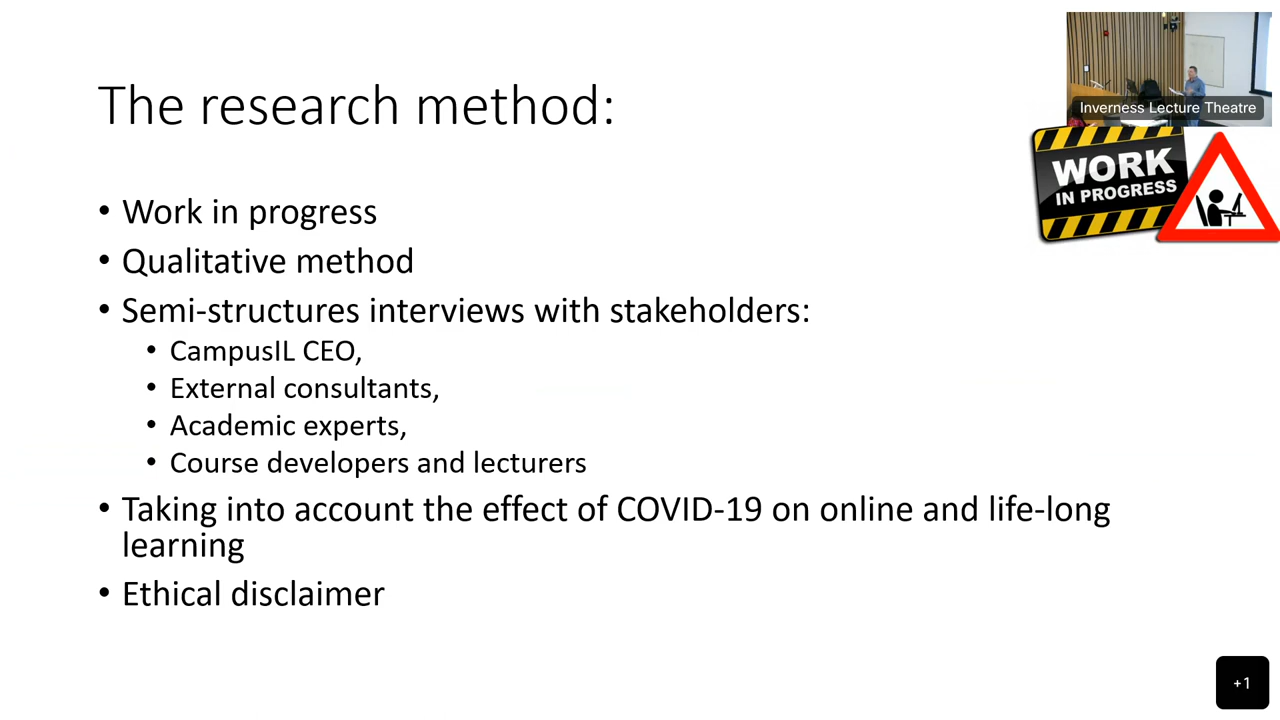 The research method:
Inverness Lecture Theatre
WORK
IN PROGRESS
• Work in progress
• Qualitative method
• Semi-structures interviews with stakeholders:
• CampusIL CEO,
• External consultants,
• Academic experts,
• Course developers and lecturers
• Taking into account the effect of COVID-19 on online and life-long
learning
• Ethical disclaimer
+1